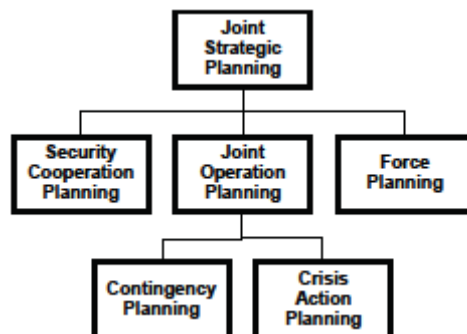 Joint
Strategic
Planning
Security
Cooperation
Planning
Joint
Operation
Planning
Force
Planning
Contingency
Planning
Crisis
Action
Planning